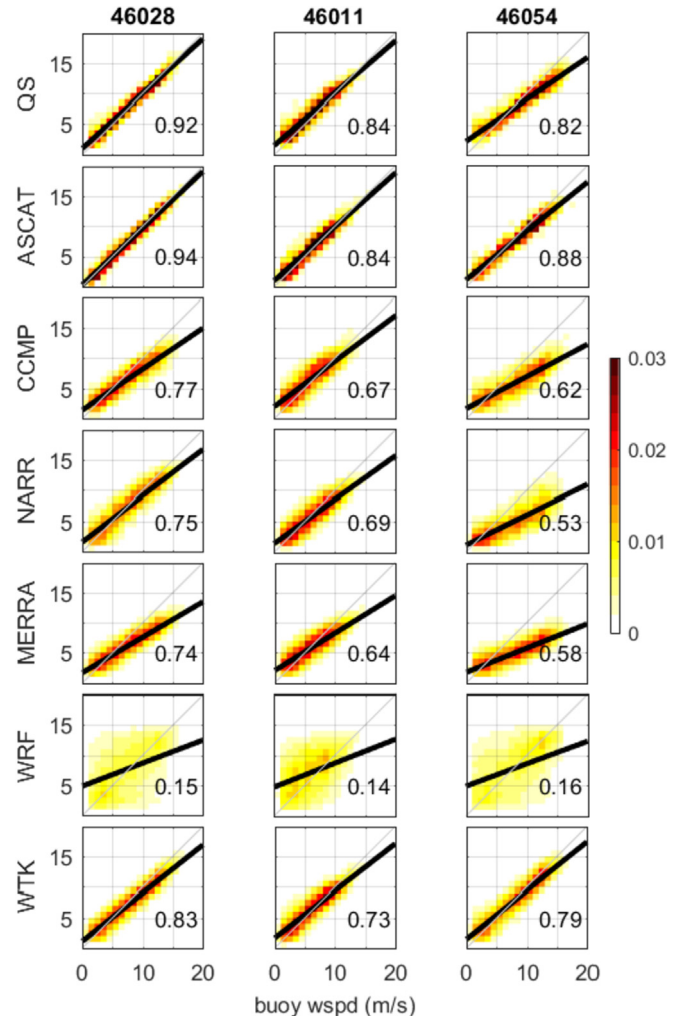 46028 46011 46054
QS 15 5 0.92 0.84 0.82
ASCAT 15 5 0.94 0.84 0.88
CCMP 15 5 0.77 0.67 0.62
NARR 15 5 0.75 0.69 0.53
MERRA 15 5 0.74 0.64 0.58
WRF 15 5 0.15 0.14 0.16
WTK 15 5 0.83 0.73 0.79
0 10 20 0 10 20 0 10 20
buoy wspd (m/s)
0.03
0.02
0.01
0